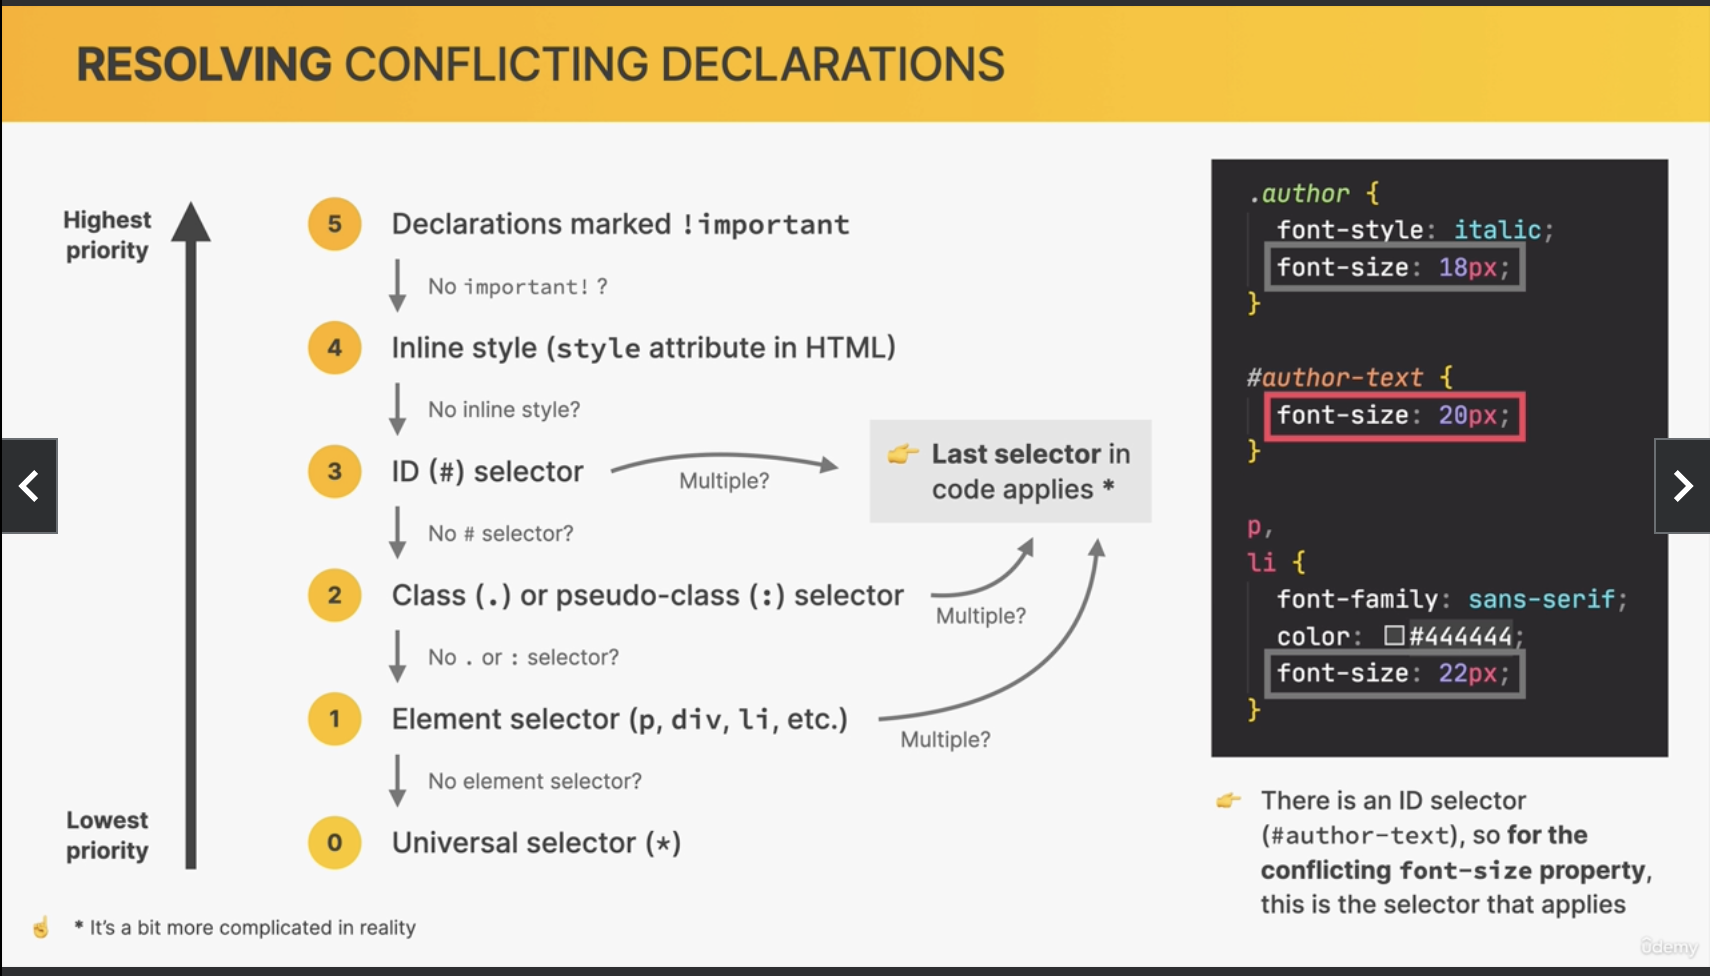 RESOLVING CONFLICTING DECLARATIONS
Highest
priority
5 Declarations marked !important
No important! ?
4 Inline style (style attribute in HTML)
No inline style?
3 ID (#) selector
Multiple?
👉 Last selector in
code applies *
No # selector?
2 Class (.) or pseudo-class (:) selector
Multiple?
No . or : selector?
1 Element selector (p, div, li, etc.)
Multiple?
No element selector?
Lowest
priority
0 Universal selector (*)
☝ * It's a bit more complicated in reality
.author {
font-style: italic;
font-size: 18px;
}
#author-text {
font-size: 20px;
}
p,
li {
font-family: sans-serif;
color: #444444;
font-size: 22px;
}
👉 There is an ID selector
(#author-text), so for the
conflicting font-size property,
this is the selector that applies
ûdemy